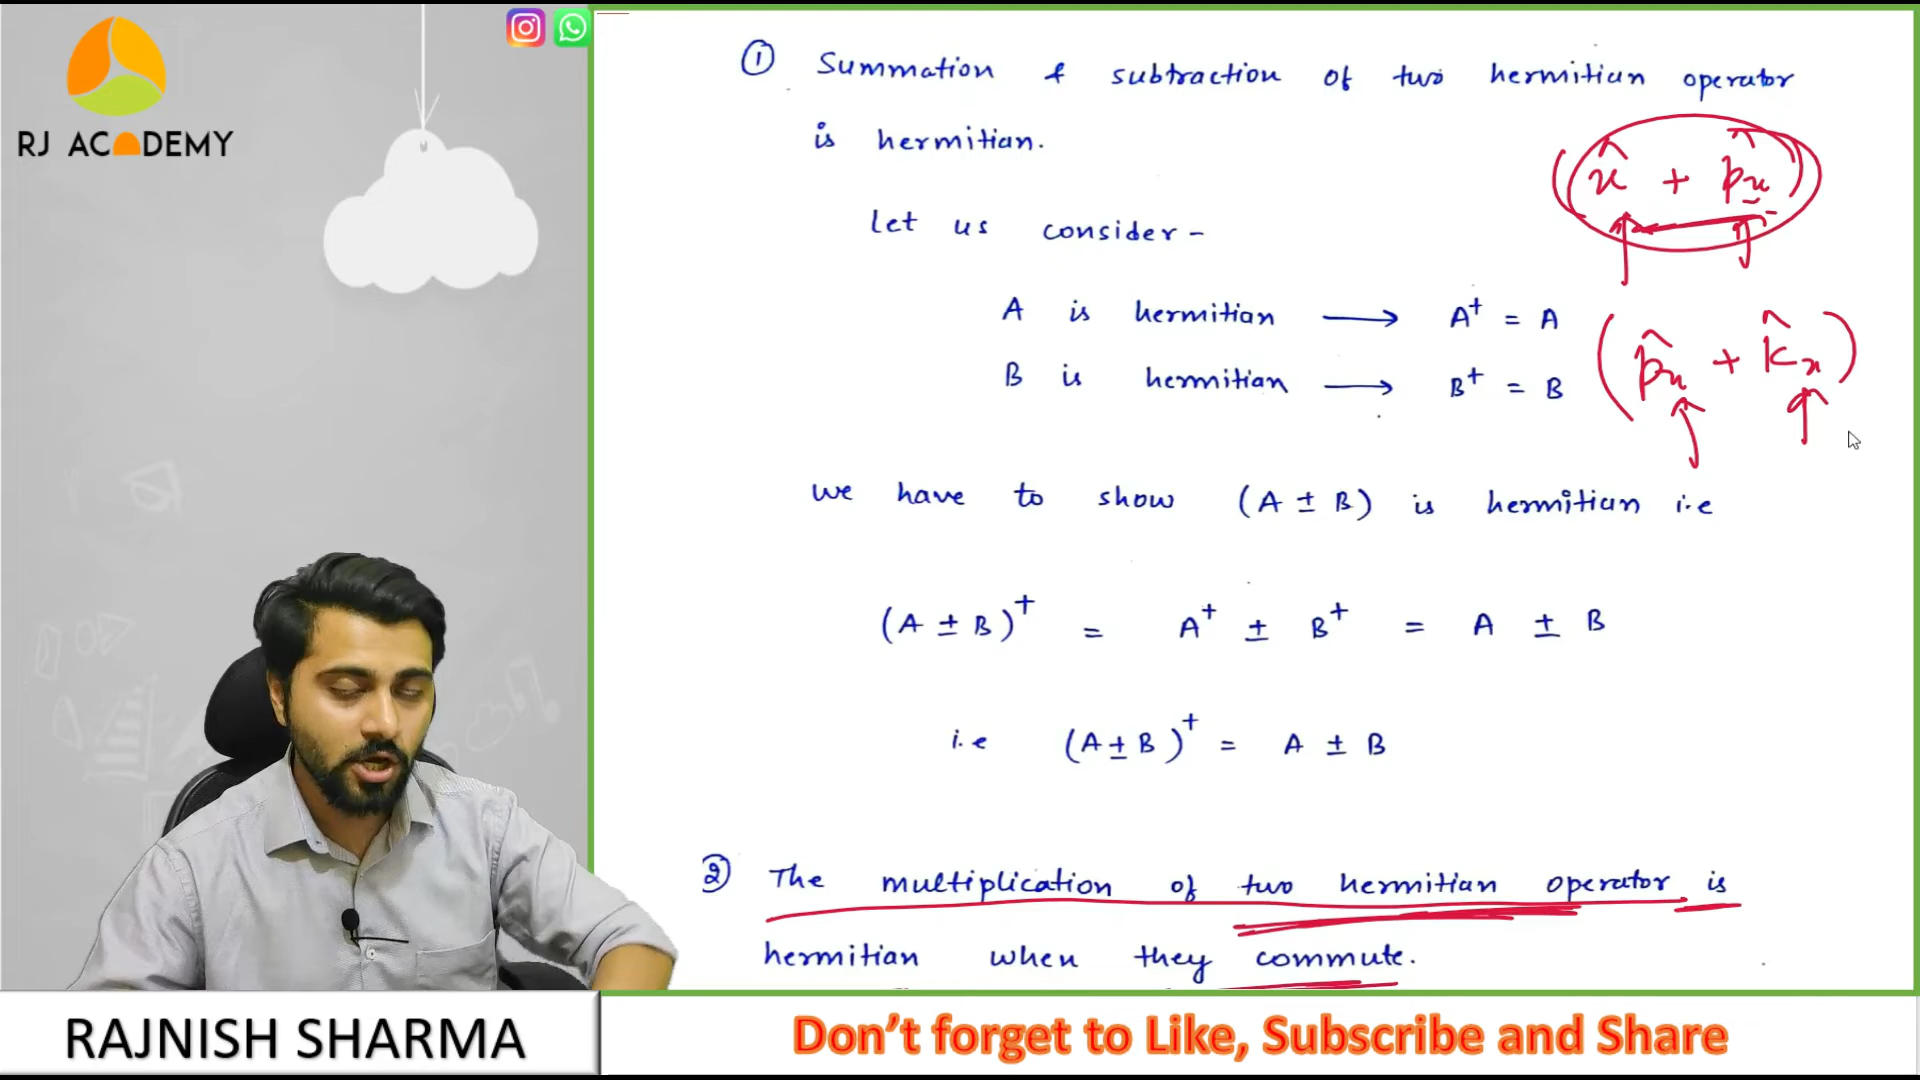 RJ ACADEMY
① Summation & subtraction of two hermitian operator
is hermitian.
(x̂ + p̂x)
Let us consider -
A is hermitian ⟶ A† = A
(p̂x + k̂x)
B is hermitian ⟶ B† = B
We have to show (A ± B) is hermitian i.e
(A ± B)† = A† ± B† = A ± B
i.e (A ± B)† = A ± B
② The multiplication of two hermitian operator is
hermitian when they commute.
RAJNISH SHARMA
Don't forget to Like, Subscribe and Share